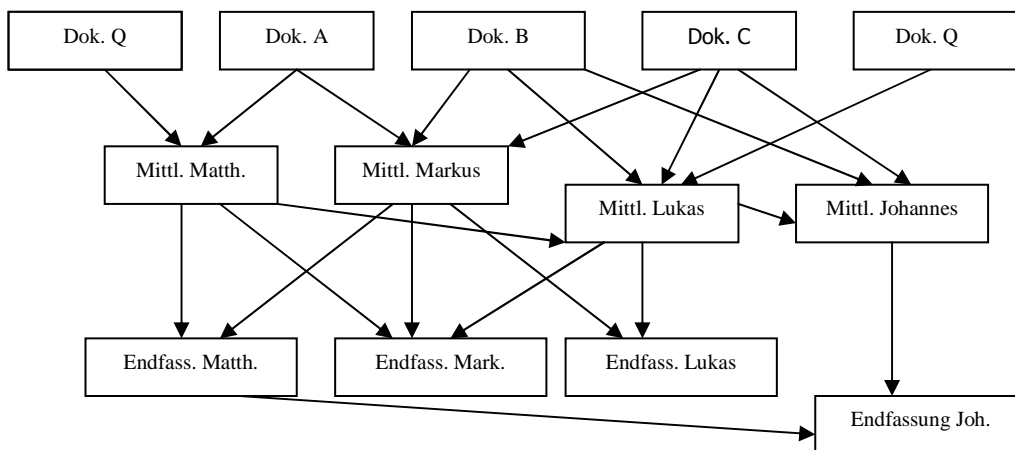 Dok. Q
Dok. A
Dok. B
Dok. C
Dok. Q
Mittl. Matth.
Mittl. Markus
Mittl. Lukas
Mittl. Johannes
Endfass. Matth.
Endfass. Mark.
Endfass. Lukas
Endfassung Joh.